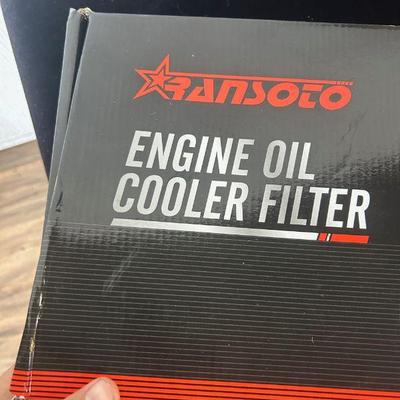 RANSOTO
ENGINE OIL
COOLER FILTER